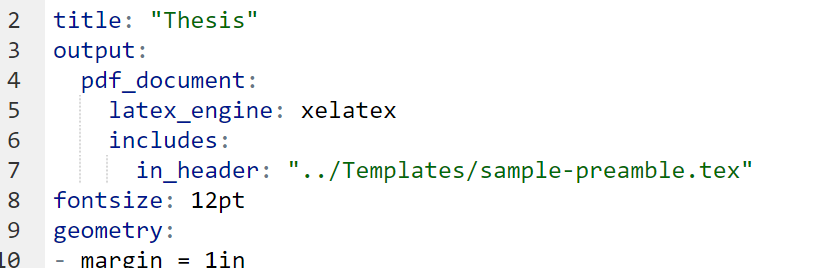 2 title: "Thesis"
3 output:
4   pdf_document:
5     latex_engine: xelatex
6     includes:
7       in_header: "../Templates/sample-preamble.tex"
8 fontsize: 12pt
9 geometry:
10 - margin = 1in